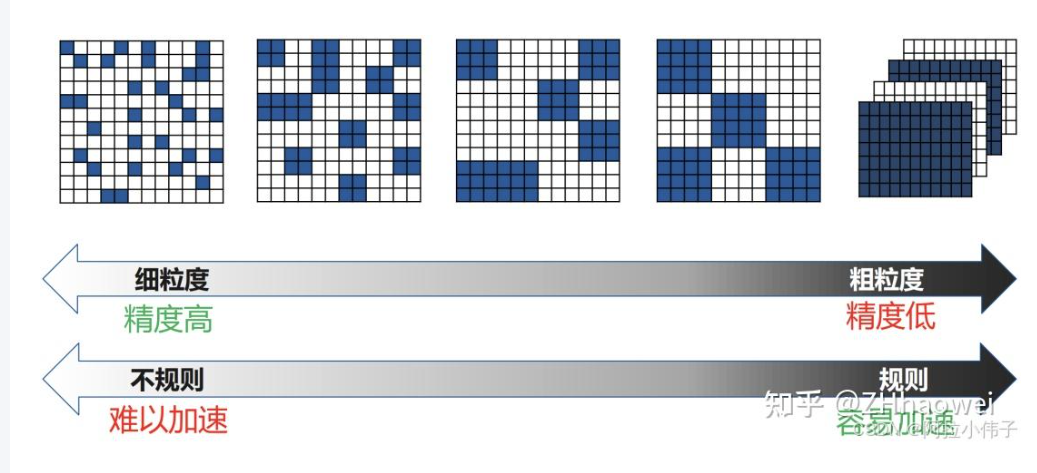 细粒度
粗粒度
精度高
精度低
不规则
规则
难以加速
容易加速
知乎 @ZHhaowei
CSDN @阿拉小伟子